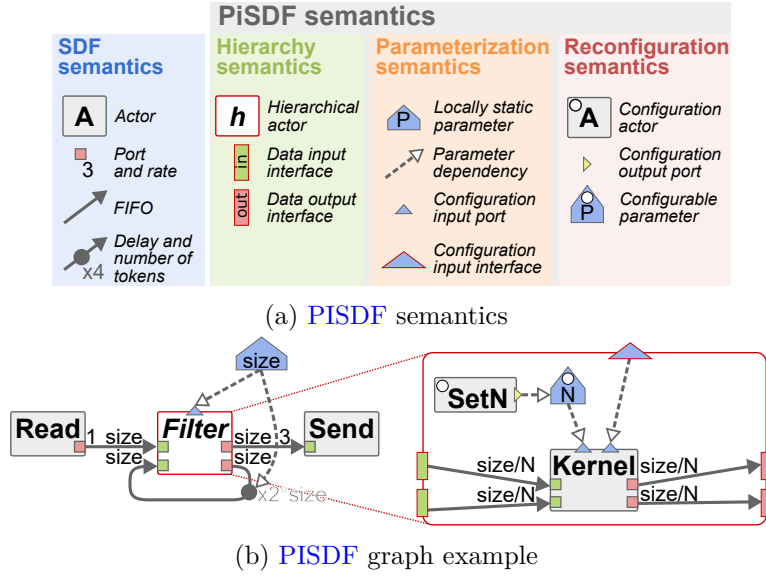 PiSDF semantics
SDF semantics
Hierarchy semantics
Parameterization semantics
Reconfiguration semantics
A
Actor
3
Port and rate
FIFO
x4
Delay and number of tokens
h
Hierarchical actor
in
Data input interface
out
Data output interface
P
Locally static parameter
Parameter dependency
Configuration input port
Configuration input interface
A
Configuration actor
Configuration output port
P
Configurable parameter
(a) PISDF semantics
size
Read
1
size
size
Filter
size
3
size
Send
x2 size
SetN
N
Kernel
size/N
size/N
size/N
size/N
(b) PISDF graph example